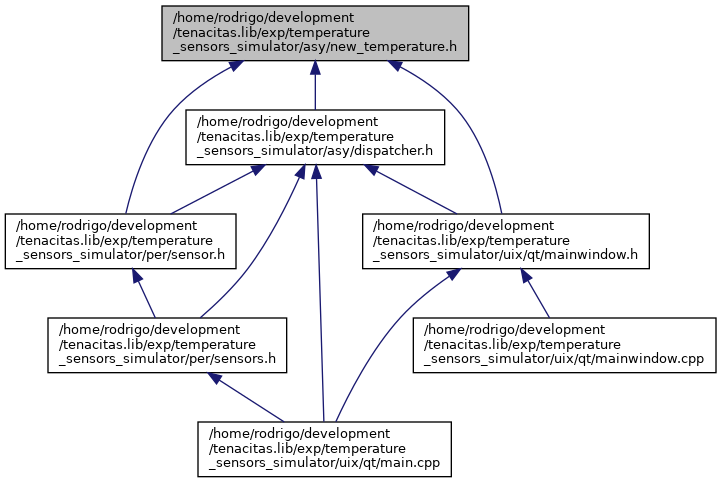 /home/rodrigo/development
/tenacitas.lib/exp/temperature
_sensors_simulator/asy/new_temperature.h
/home/rodrigo/development
/tenacitas.lib/exp/temperature
_sensors_simulator/asy/dispatcher.h
/home/rodrigo/development
/tenacitas.lib/exp/temperature
_sensors_simulator/per/sensor.h
/home/rodrigo/development
/tenacitas.lib/exp/temperature
_sensors_simulator/uix/qt/mainwindow.h
/home/rodrigo/development
/tenacitas.lib/exp/temperature
_sensors_simulator/per/sensors.h
/home/rodrigo/development
/tenacitas.lib/exp/temperature
_sensors_simulator/uix/qt/mainwindow.cpp
/home/rodrigo/development
/tenacitas.lib/exp/temperature
_sensors_simulator/uix/qt/main.cpp